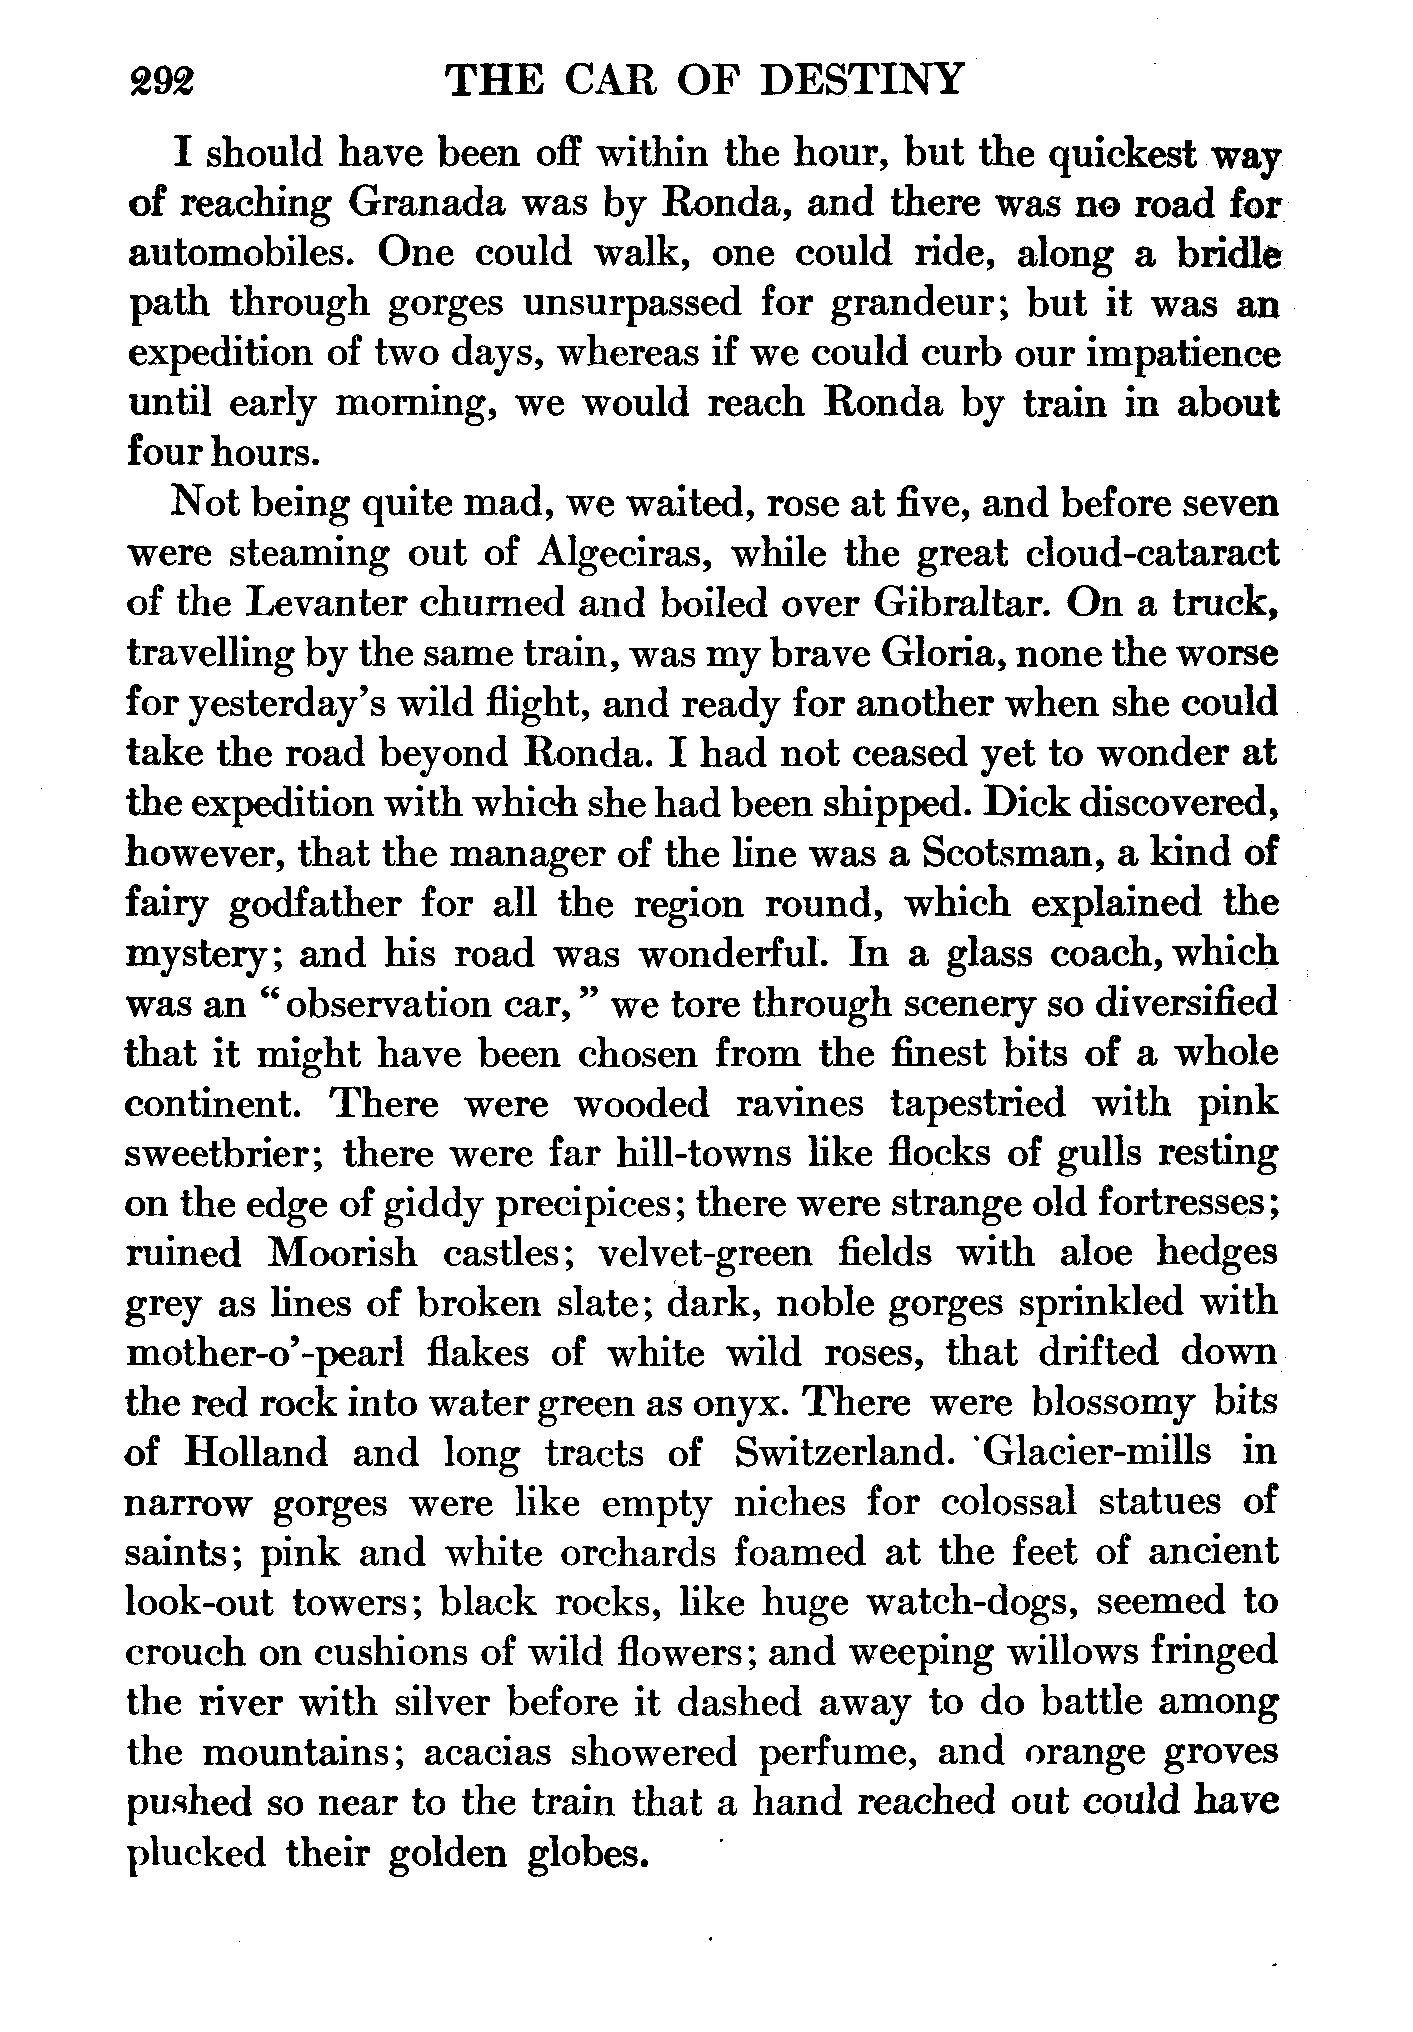 292 THE CAR OF DESTINY
I should have been off within the hour, but the quickest way
of reaching Granada was by Ronda, and there was no road for
automobiles. One could walk, one could ride, along a bridle
path through gorges unsurpassed for grandeur; but it was an
expedition of two days, whereas if we could curb our impatience
until early morning, we would reach Ronda by train in about
four hours.
Not being quite mad, we waited, rose at five, and before seven
were steaming out of Algeciras, while the great cloud-cataract
of the Levanter churned and boiled over Gibraltar. On a truck,
travelling by the same train, was my brave Gloria, none the worse
for yesterday's wild flight, and ready for another when she could
take the road beyond Ronda. I had not ceased yet to wonder at
the expedition with which she had been shipped. Dick discovered,
however, that the manager of the line was a Scotsman, a kind of
fairy godfather for all the region round, which explained the
mystery; and his road was wonderful. In a glass coach, which
was an "observation car," we tore through scenery so diversified
that it might have been chosen from the finest bits of a whole
continent. There were wooded ravines tapestried with pink
sweetbrier; there were far hill-towns like flocks of gulls resting
on the edge of giddy precipices; there were strange old fortresses;
ruined Moorish castles; velvet-green fields with aloe hedges
grey as lines of broken slate; dark, noble gorges sprinkled with
mother-o'-pearl flakes of white wild roses, that drifted down
the red rock into water green as onyx. There were blossomy bits
of Holland and long tracts of Switzerland. Glacier-mills in
narrow gorges were like empty niches for colossal statues of
saints; pink and white orchards foamed at the feet of ancient
look-out towers; black rocks, like huge watch-dogs, seemed to
crouch on cushions of wild flowers; and weeping willows fringed
the river with silver before it dashed away to do battle among
the mountains; acacias showered perfume, and orange groves
pushed so near to the train that a hand reached out could have
plucked their golden globes.